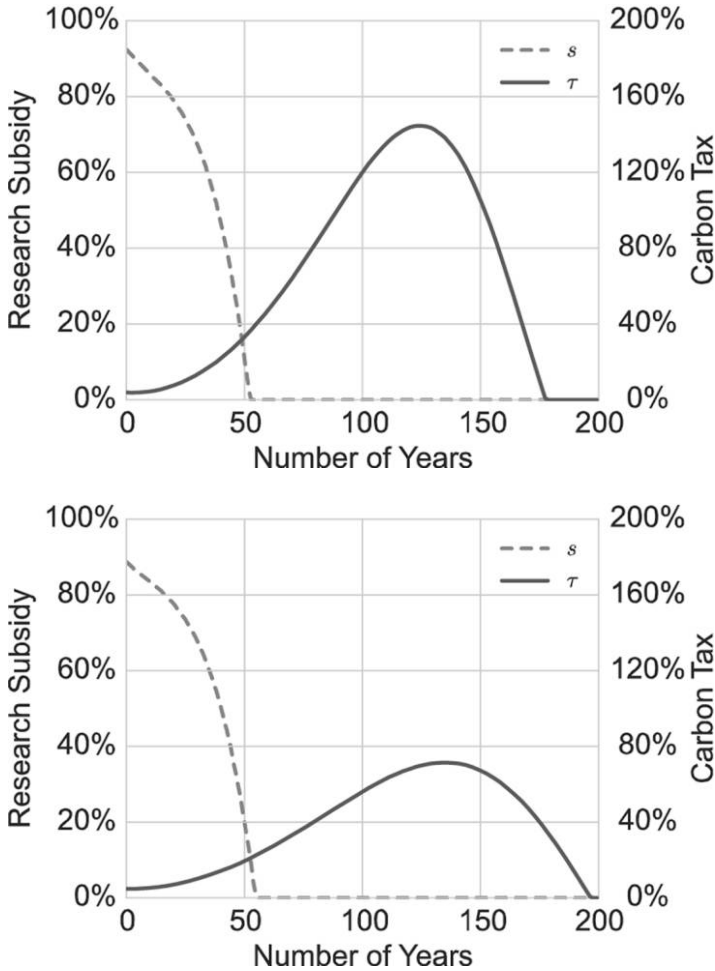 100% 200%
s
τ
80% 160%
60% 120%
40% 80%
20% 40%
0% 0%
0 50 100 150 200
Number of Years
Research Subsidy
Carbon Tax
100% 200%
s
τ
80% 160%
60% 120%
40% 80%
20% 40%
0% 0%
0 50 100 150 200
Number of Years
Research Subsidy
Carbon Tax